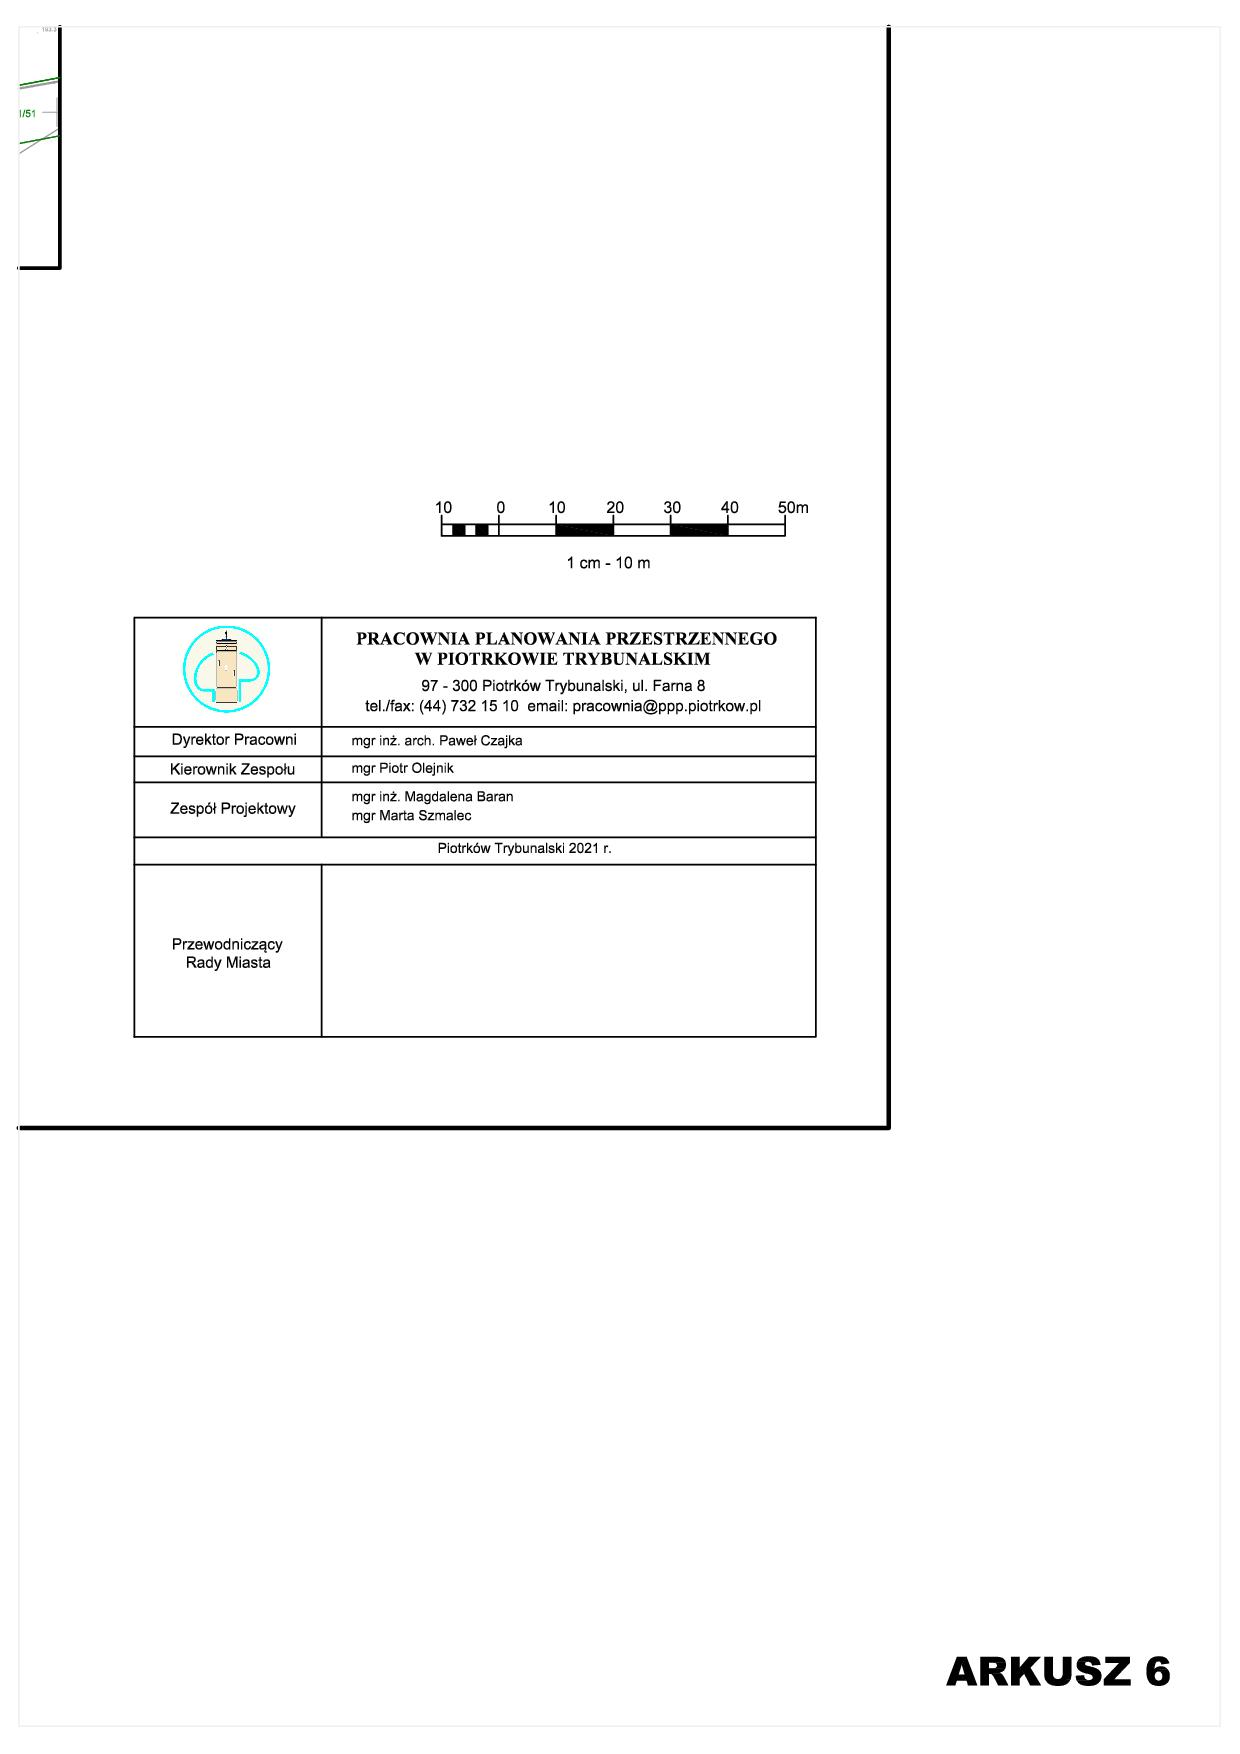 1/51
10 0 10 20 30 40 50m
1 cm - 10 m
PRACOWNIA PLANOWANIA PRZESTRZENNEGO
W PIOTRKOWIE TRYBUNALSKIM
97 - 300 Piotrków Trybunalski, ul. Farna 8
tel./fax: (44) 732 15 10 email: pracownia@ppp.piotrkow.pl
Dyrektor Pracowni mgr inż. arch. Paweł Czajka
Kierownik Zespołu mgr Piotr Olejnik
Zespół Projektowy
mgr inż. Magdalena Baran
mgr Marta Szmalec
Piotrków Trybunalski 2021 r.
Przewodniczący
Rady Miasta
ARKUSZ 6